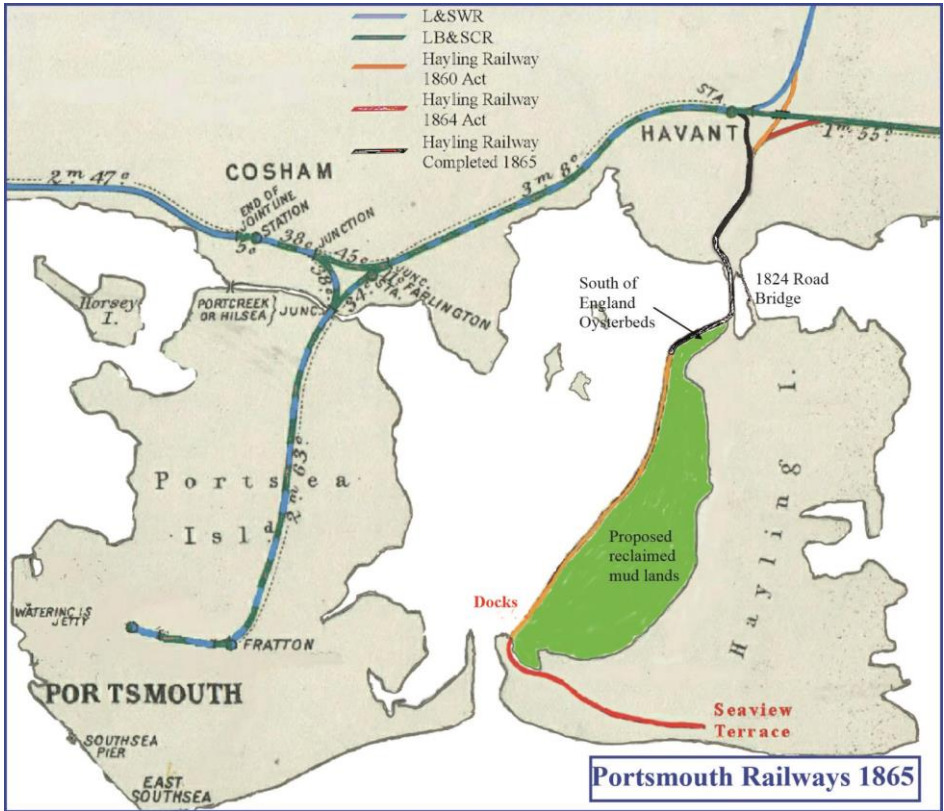 L&SWR
LB&SCR
Hayling Railway
1860 Act
Hayling Railway
1864 Act
Hayling Railway
Completed 1865
STA.
HAVANT
1m 55c.
COSHAM
2m 47c.
3m 8c.
END OF
JOINT LINE
STATION
5c.
38c.
JUNCTION
45c.
38c.
JUNC.
11c.
STA.
FARLINGTON
34c.
Horsey
I.
PORTCREEK
OR HILSEA
JUNC.
South of
England
Oysterbeds
1824 Road
Bridge
Portsea
Isld.
2m 63c.
Proposed
reclaimed
mud lands
Hayling I.
Docks
WATERING IS.
JETTY
FRATTON
PORTSMOUTH
Seaview
Terrace
SOUTHSEA
PIER
EAST
SOUTHSEA
Portsmouth Railways 1865